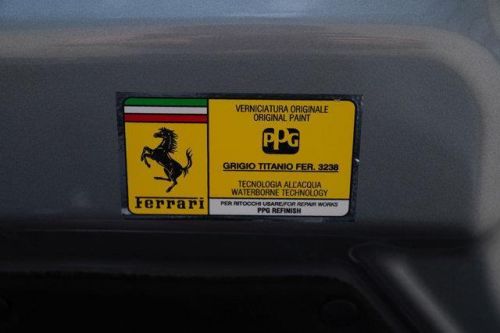 VERNICIATURA ORIGINALE
ORIGINAL PAINT
PPG
GRIGIO TITANIO FER. 3238
TECNOLOGIA ALL'ACQUA
WATERBORNE TECHNOLOGY
Ferrari
PER RITOCCHI USARE/FOR REPAIR WORKS
PPG REFINISH